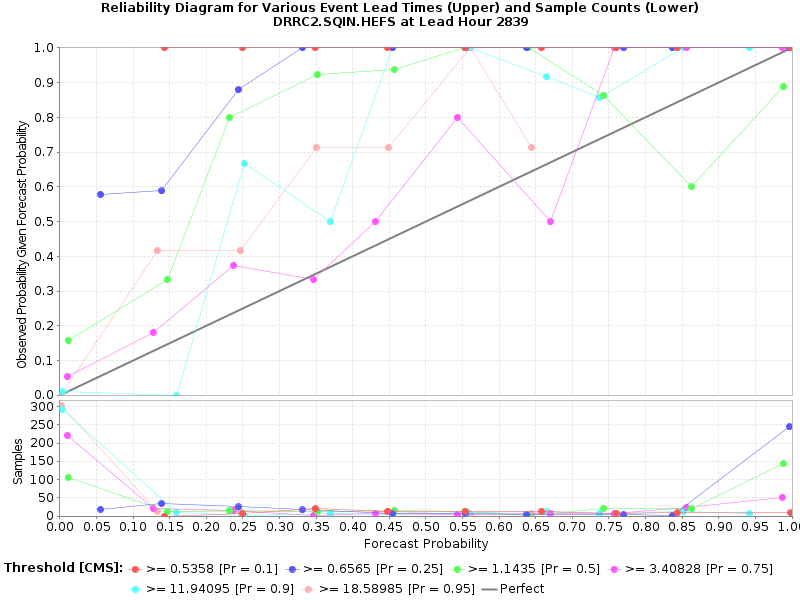 Reliability Diagram for Various Event Lead Times (Upper) and Sample Counts (Lower)
DRRC2.SQIN.HEFS at Lead Hour 2839
Observed Probability Given Forecast Probability
1.0
0.9
0.8
0.7
0.6
0.5
0.4
0.3
0.2
0.1
0.0
Samples
300
250
200
150
100
50
0
0.00 0.05 0.10 0.15 0.20 0.25 0.30 0.35 0.40 0.45 0.50 0.55 0.60 0.65 0.70 0.75 0.80 0.85 0.90 0.95 1.0
Forecast Probability
Threshold [CMS]: >= 0.5358 [Pr = 0.1] >= 0.6565 [Pr = 0.25] >= 1.1435 [Pr = 0.5] >= 3.40828 [Pr = 0.75]
>= 11.94095 [Pr = 0.9] >= 18.58985 [Pr = 0.95] Perfect